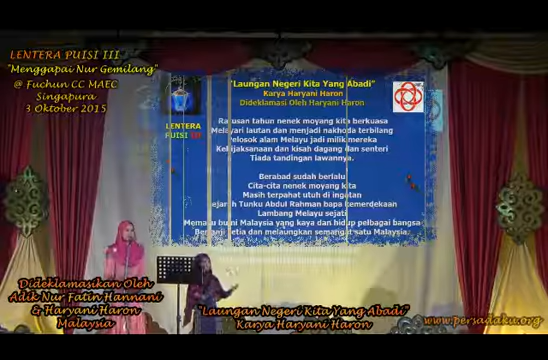 LENTERA PUISI III
"Menggapai Nur Gemilang"
@ Fuchun CC MAEC
Singapura
3 Oktober 2015
"Laungan Negeri Kita Yang Abadi"
Karya Haryani Haron
Dideklamasi Oleh Haryani Haron
LENTERA
PUISI III
Ratusan tahun nenek moyang kita berkuasa
Melayari lautan dan menjadi nakhoda terbilang
Pelosok alam Melayu jadi milik mereka
Kebijaksanaan dan kisah dagang dan senteri
Tiada tandingan lawannya.
Berabad sudah berlalu
Cita-cita nenek moyang kita
Masih terpahat utuh di ingatan
Sejarah Tunku Abdul Rahman bapa kemerdekaan
Lambang Melayu sejati
bumi Malaysia yang kaya dan hidup pelbagai bangsa
setia dan melaungkan semangat satu Malaysia.
Dideklamasikan Oleh
Adik Nur Fatin Hannani
& Haryani Haron
Malaysia
"Laungan Negeri Kita Yang Abadi"
Karya Haryani Haron
www.persadaku.org